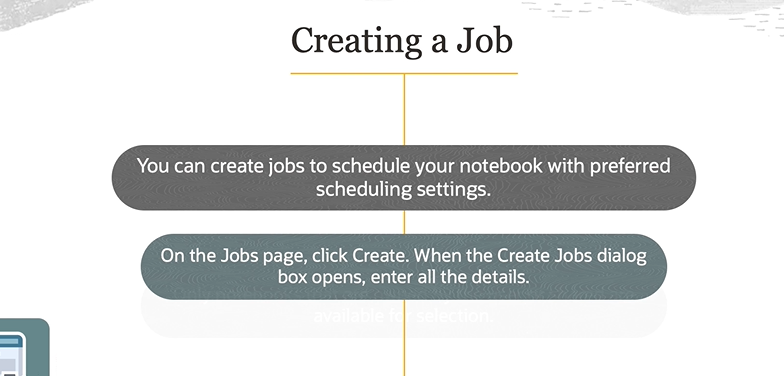 Creating a Job
You can create jobs to schedule your notebook with preferred
scheduling settings.
On the Jobs page, click Create. When the Create Jobs dialog
box opens, enter all the details.
available for selection.